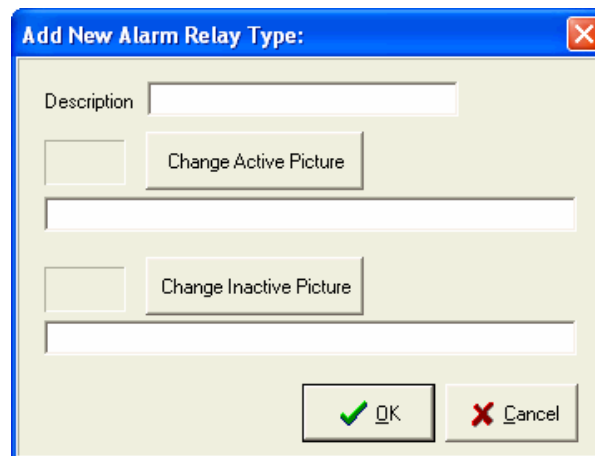 Add New Alarm Relay Type:
Description
Change Active Picture
Change Inactive Picture
OK Cancel